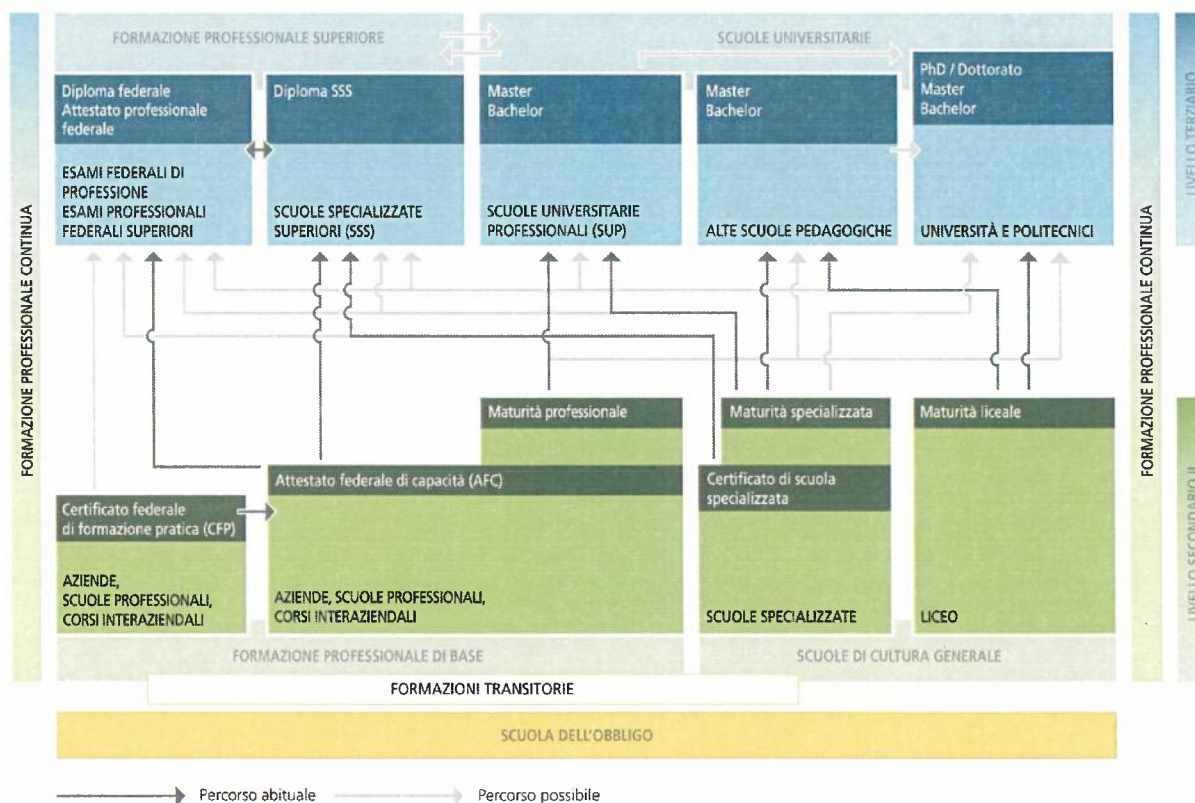 FORMAZIONE PROFESSIONALE SUPERIORE
SCUOLE UNIVERSITARIE
Diploma federale
Attestato professionale
federale
ESAMI FEDERALI DI
PROFESSIONE
ESAMI PROFESSIONALI
FEDERALI SUPERIORI
Diploma SSS
SCUOLE SPECIALIZZATE
SUPERIORI (SSS)
Master
Bachelor
SCUOLE UNIVERSITARIE
PROFESSIONALI (SUP)
Master
Bachelor
ALTE SCUOLE PEDAGOGICHE
PhD / Dottorato
Master
Bachelor
UNIVERSITÀ E POLITECNICI
FORMAZIONE PROFESSIONALE CONTINUA
FORMAZIONE PROFESSIONALE CONTINUA
LIVELLO TERZIARIO
LIVELLO SECONDARIO II
Maturità professionale
Maturità specializzata
Maturità liceale
Attestato federale di capacità (AFC)
Certificato di scuola
specializzata
Certificato federale
di formazione pratica (CFP)
AZIENDE,
SCUOLE PROFESSIONALI,
CORSI INTERAZIENDALI
AZIENDE, SCUOLE PROFESSIONALI,
CORSI INTERAZIENDALI
SCUOLE SPECIALIZZATE
LICEO
FORMAZIONE PROFESSIONALE DI BASE
SCUOLE DI CULTURA GENERALE
FORMAZIONI TRANSITORIE
SCUOLA DELL'OBBLIGO
Percorso abituale
Percorso possibile